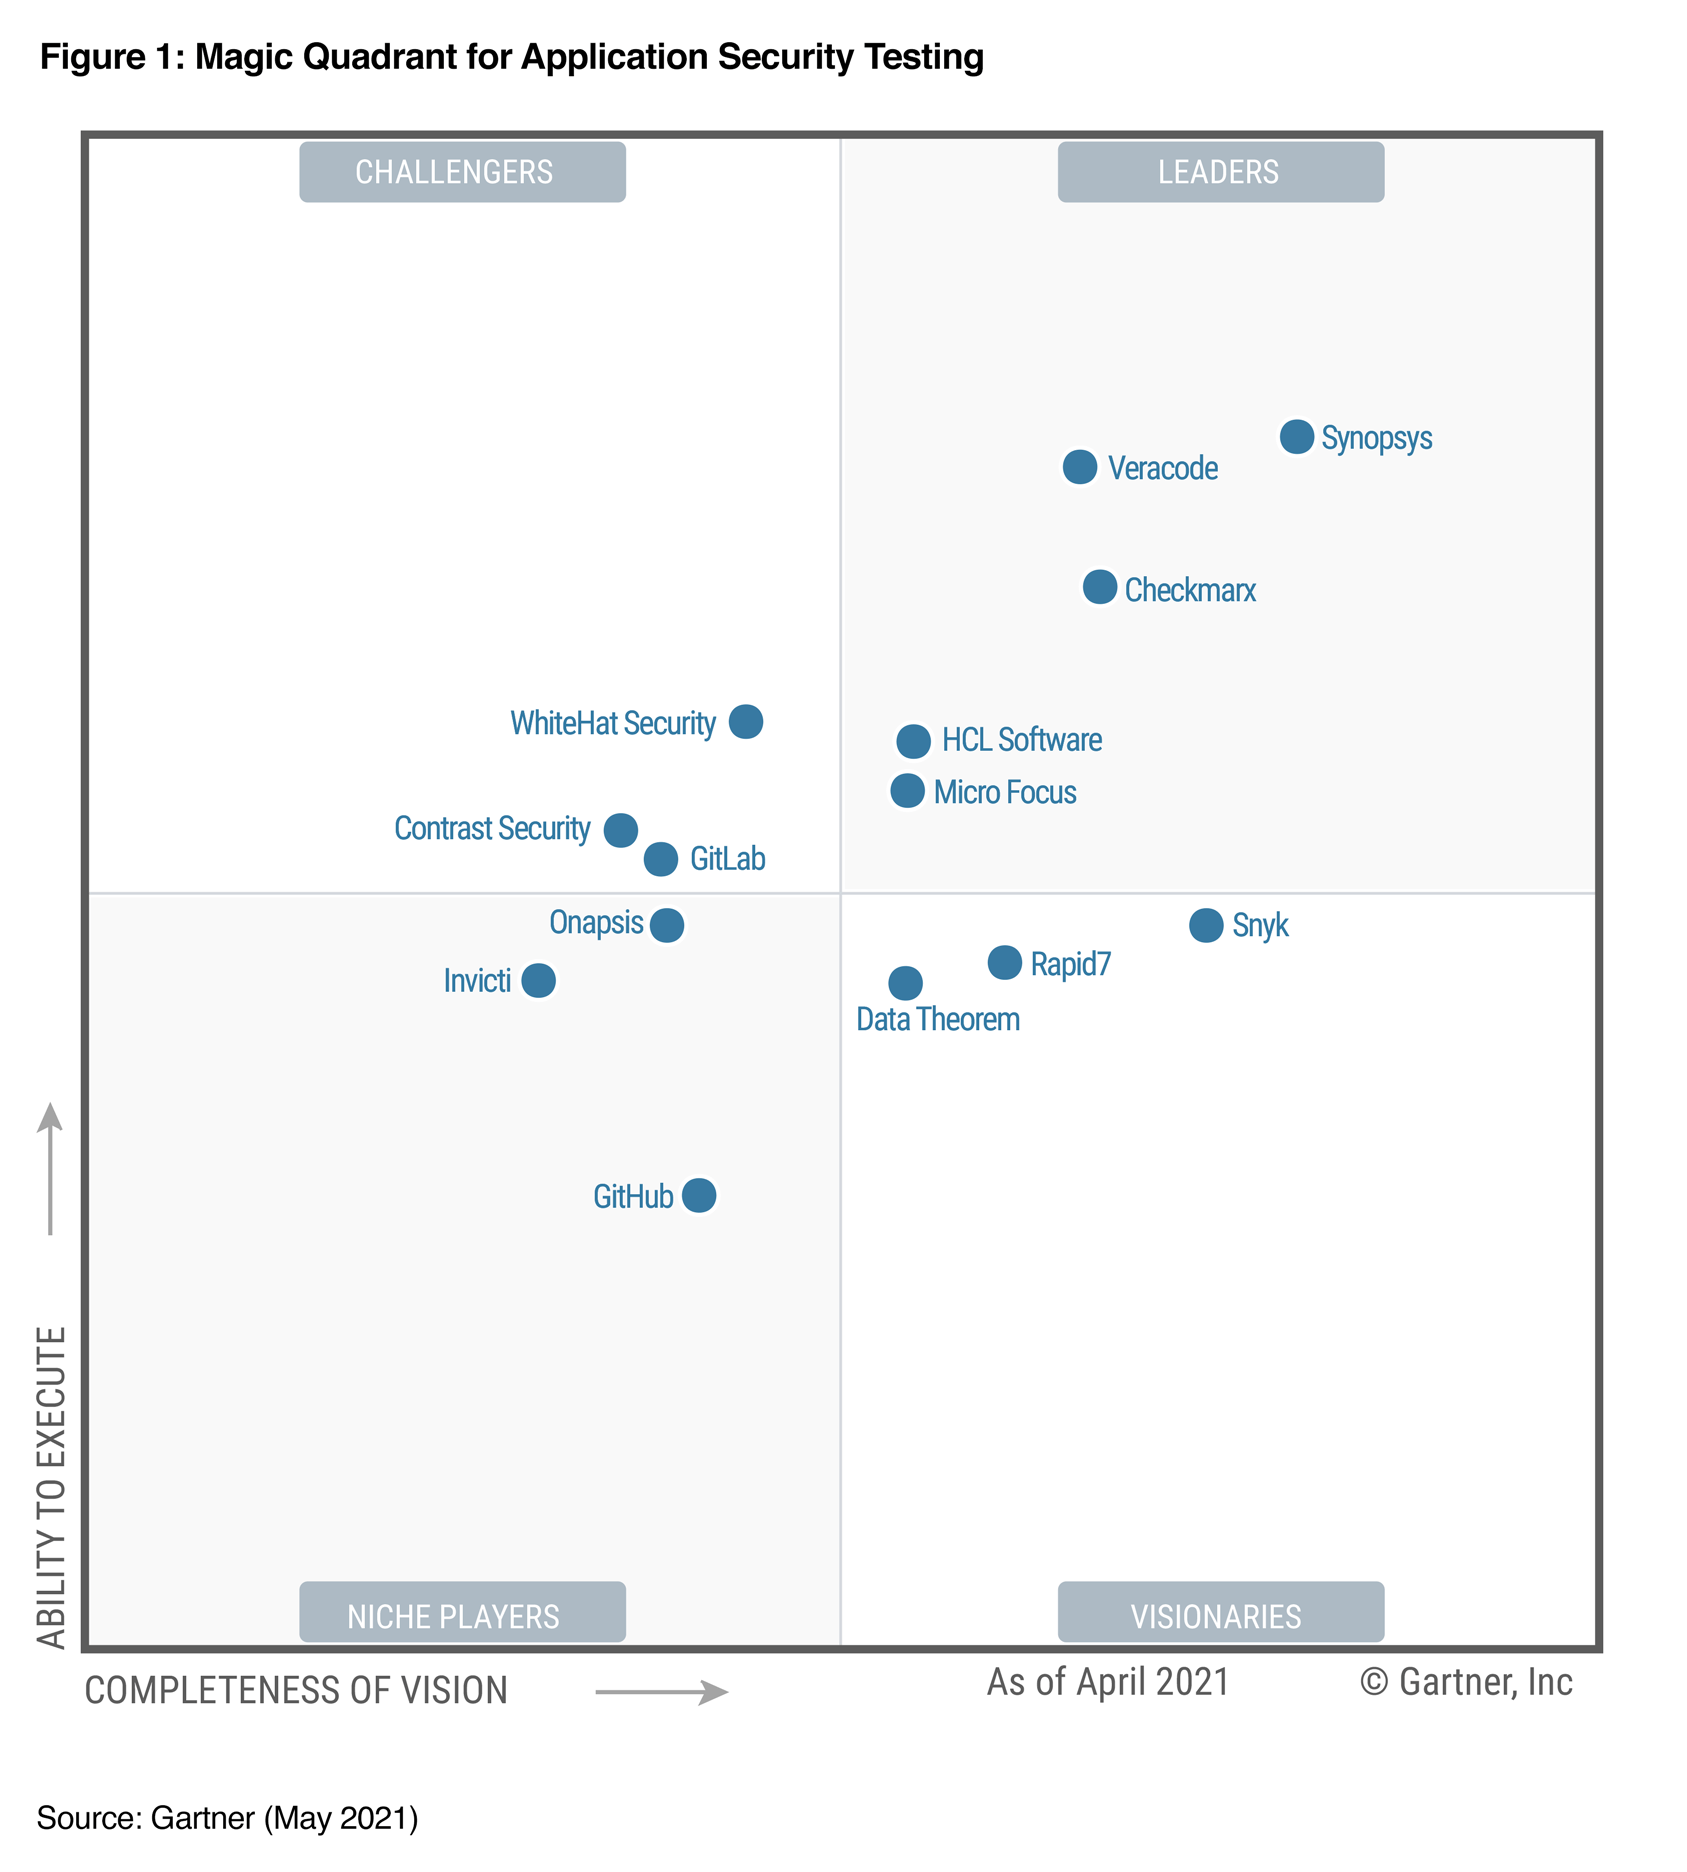 Figure 1: Magic Quadrant for Application Security Testing
CHALLENGERS
LEADERS
Synopsys
Veracode
Checkmarx
WhiteHat Security
HCL Software
Micro Focus
Contrast Security
GitLab
Onapsis
Snyk
Invicti
Rapid7
Data Theorem
GitHub
ABILITY TO EXECUTE
NICHE PLAYERS
VISIONARIES
COMPLETENESS OF VISION
As of April 2021
© Gartner, Inc
Source: Gartner (May 2021)